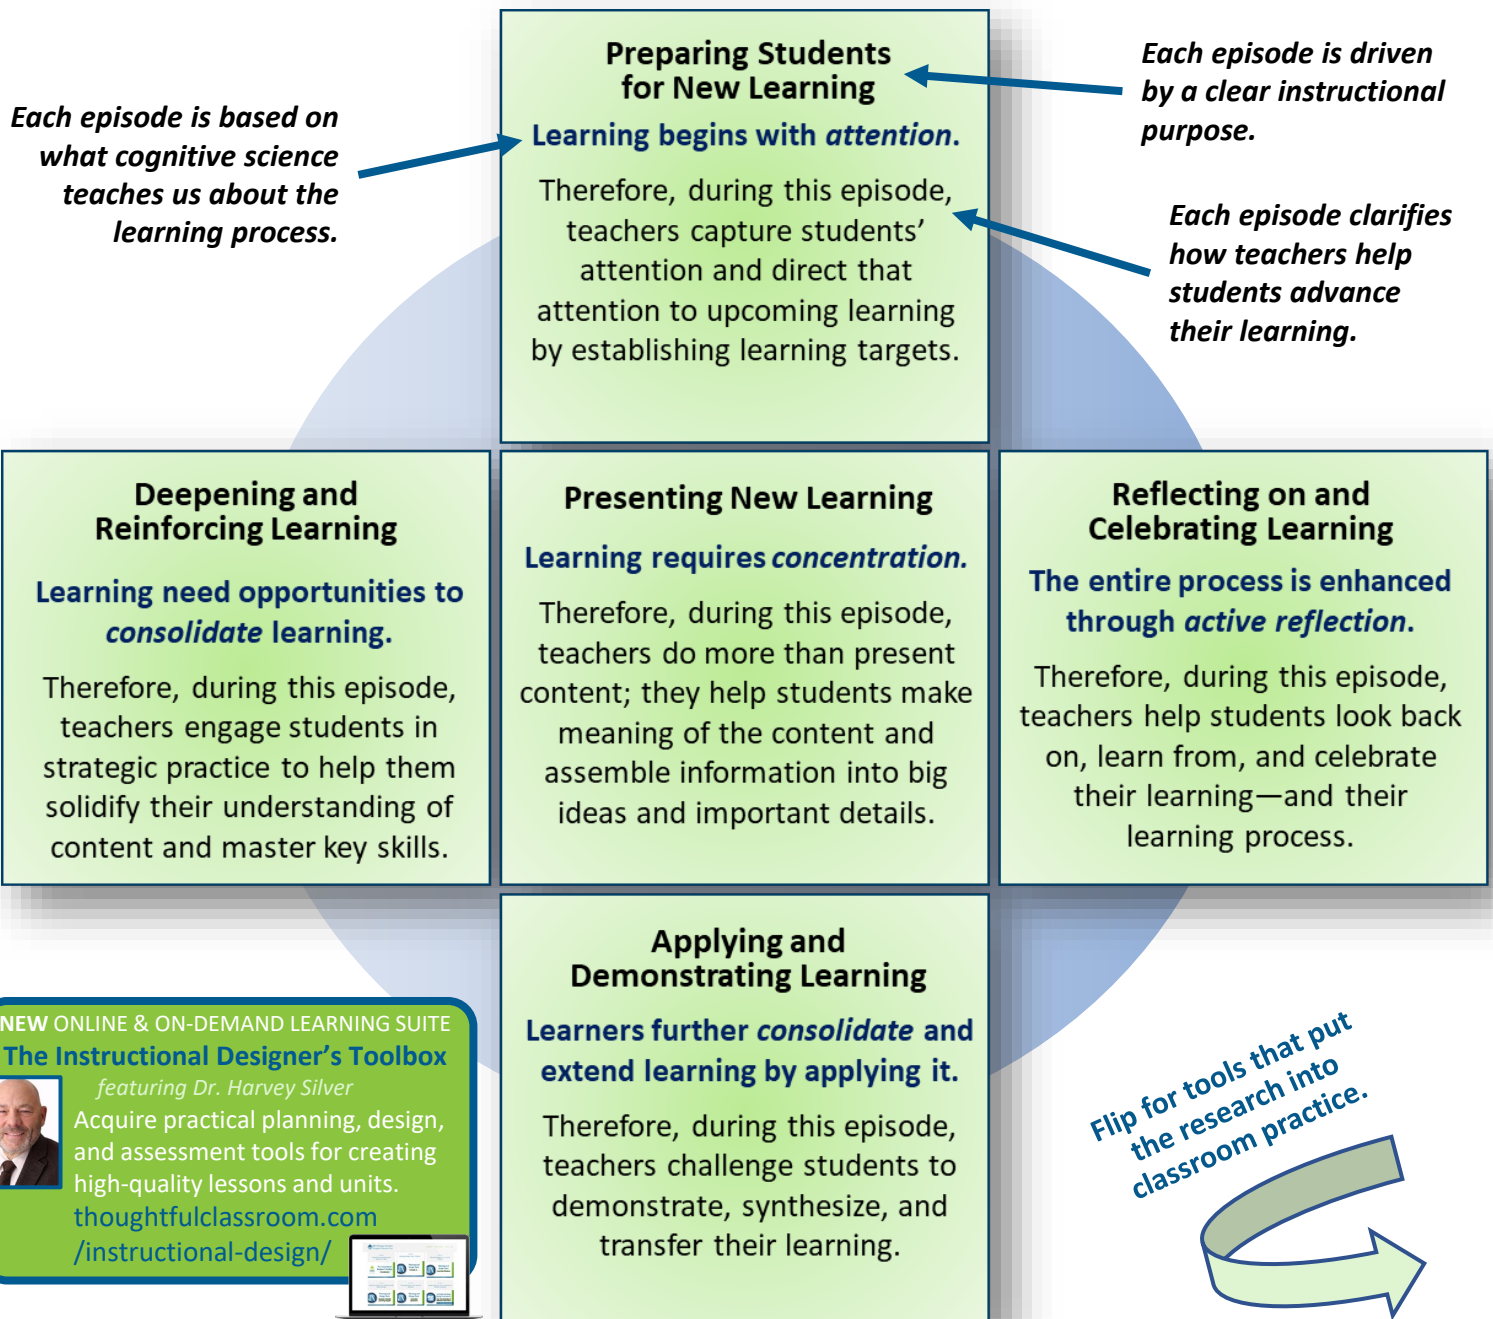 Each episode is based on
what cognitive science
teaches us about the
learning process.
Preparing Students
for New Learning
Learning begins with attention.
Therefore, during this episode,
teachers capture students’
attention and direct that
attention to upcoming learning
by establishing learning targets.
Each episode is driven
by a clear instructional
purpose.
Each episode clarifies
how teachers help
students advance
their learning.
Deepening and
Reinforcing Learning
Learning need opportunities to
consolidate learning.
Therefore, during this episode,
teachers engage students in
strategic practice to help them
solidify their understanding of
content and master key skills.
Presenting New Learning
Learning requires concentration.
Therefore, during this episode,
teachers do more than present
content; they help students make
meaning of the content and
assemble information into big
ideas and important details.
Reflecting on and
Celebrating Learning
The entire process is enhanced
through active reflection.
Therefore, during this episode,
teachers help students look back
on, learn from, and celebrate
their learning—and their
learning process.
Applying and
Demonstrating Learning
Learners further consolidate and
extend learning by applying it.
Therefore, during this episode,
teachers challenge students to
demonstrate, synthesize, and
transfer their learning.
NEW ONLINE & ON-DEMAND LEARNING SUITE
The Instructional Designer’s Toolbox
featuring Dr. Harvey Silver
Acquire practical planning, design,
and assessment tools for creating
high-quality lessons and units.
thoughtfulclassroom.com
/instructional-design/
Flip for tools that put
the research into
classroom practice.